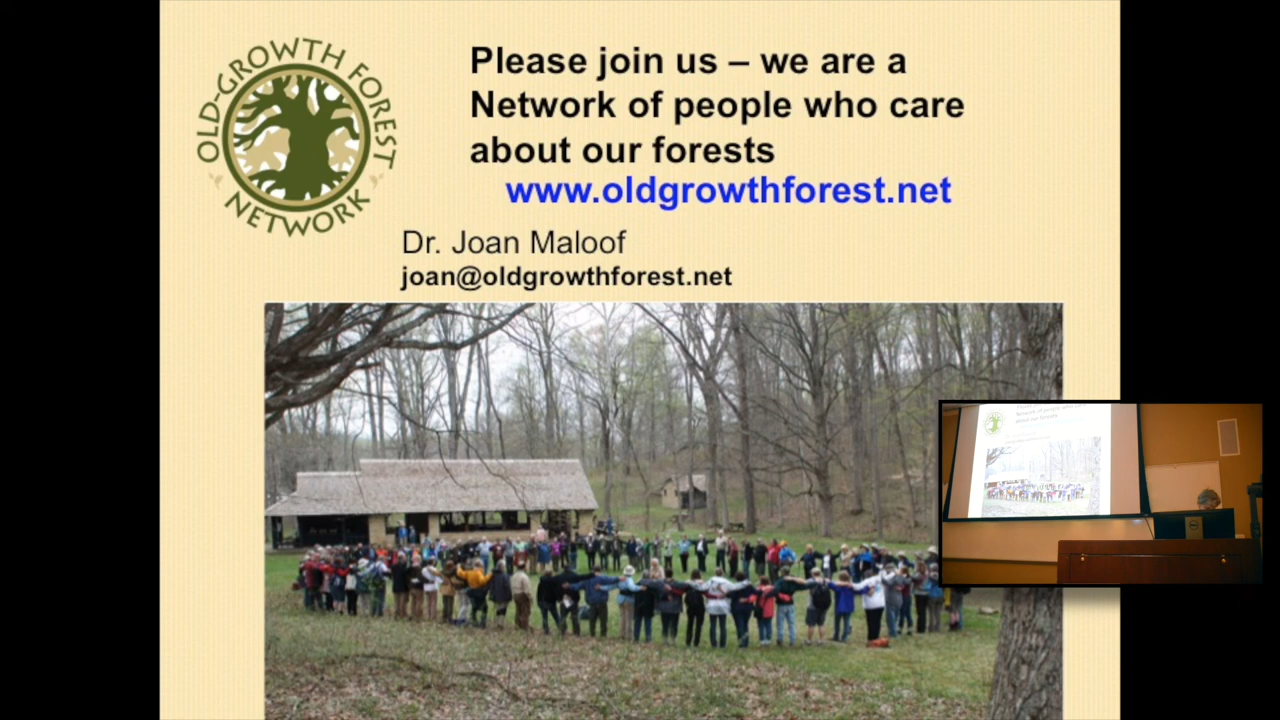 OLD-GROWTH FOREST
NETWORK
Please join us – we are a
Network of people who care
about our forests
www.oldgrowthforest.net
Dr. Joan Maloof
joan@oldgrowthforest.net